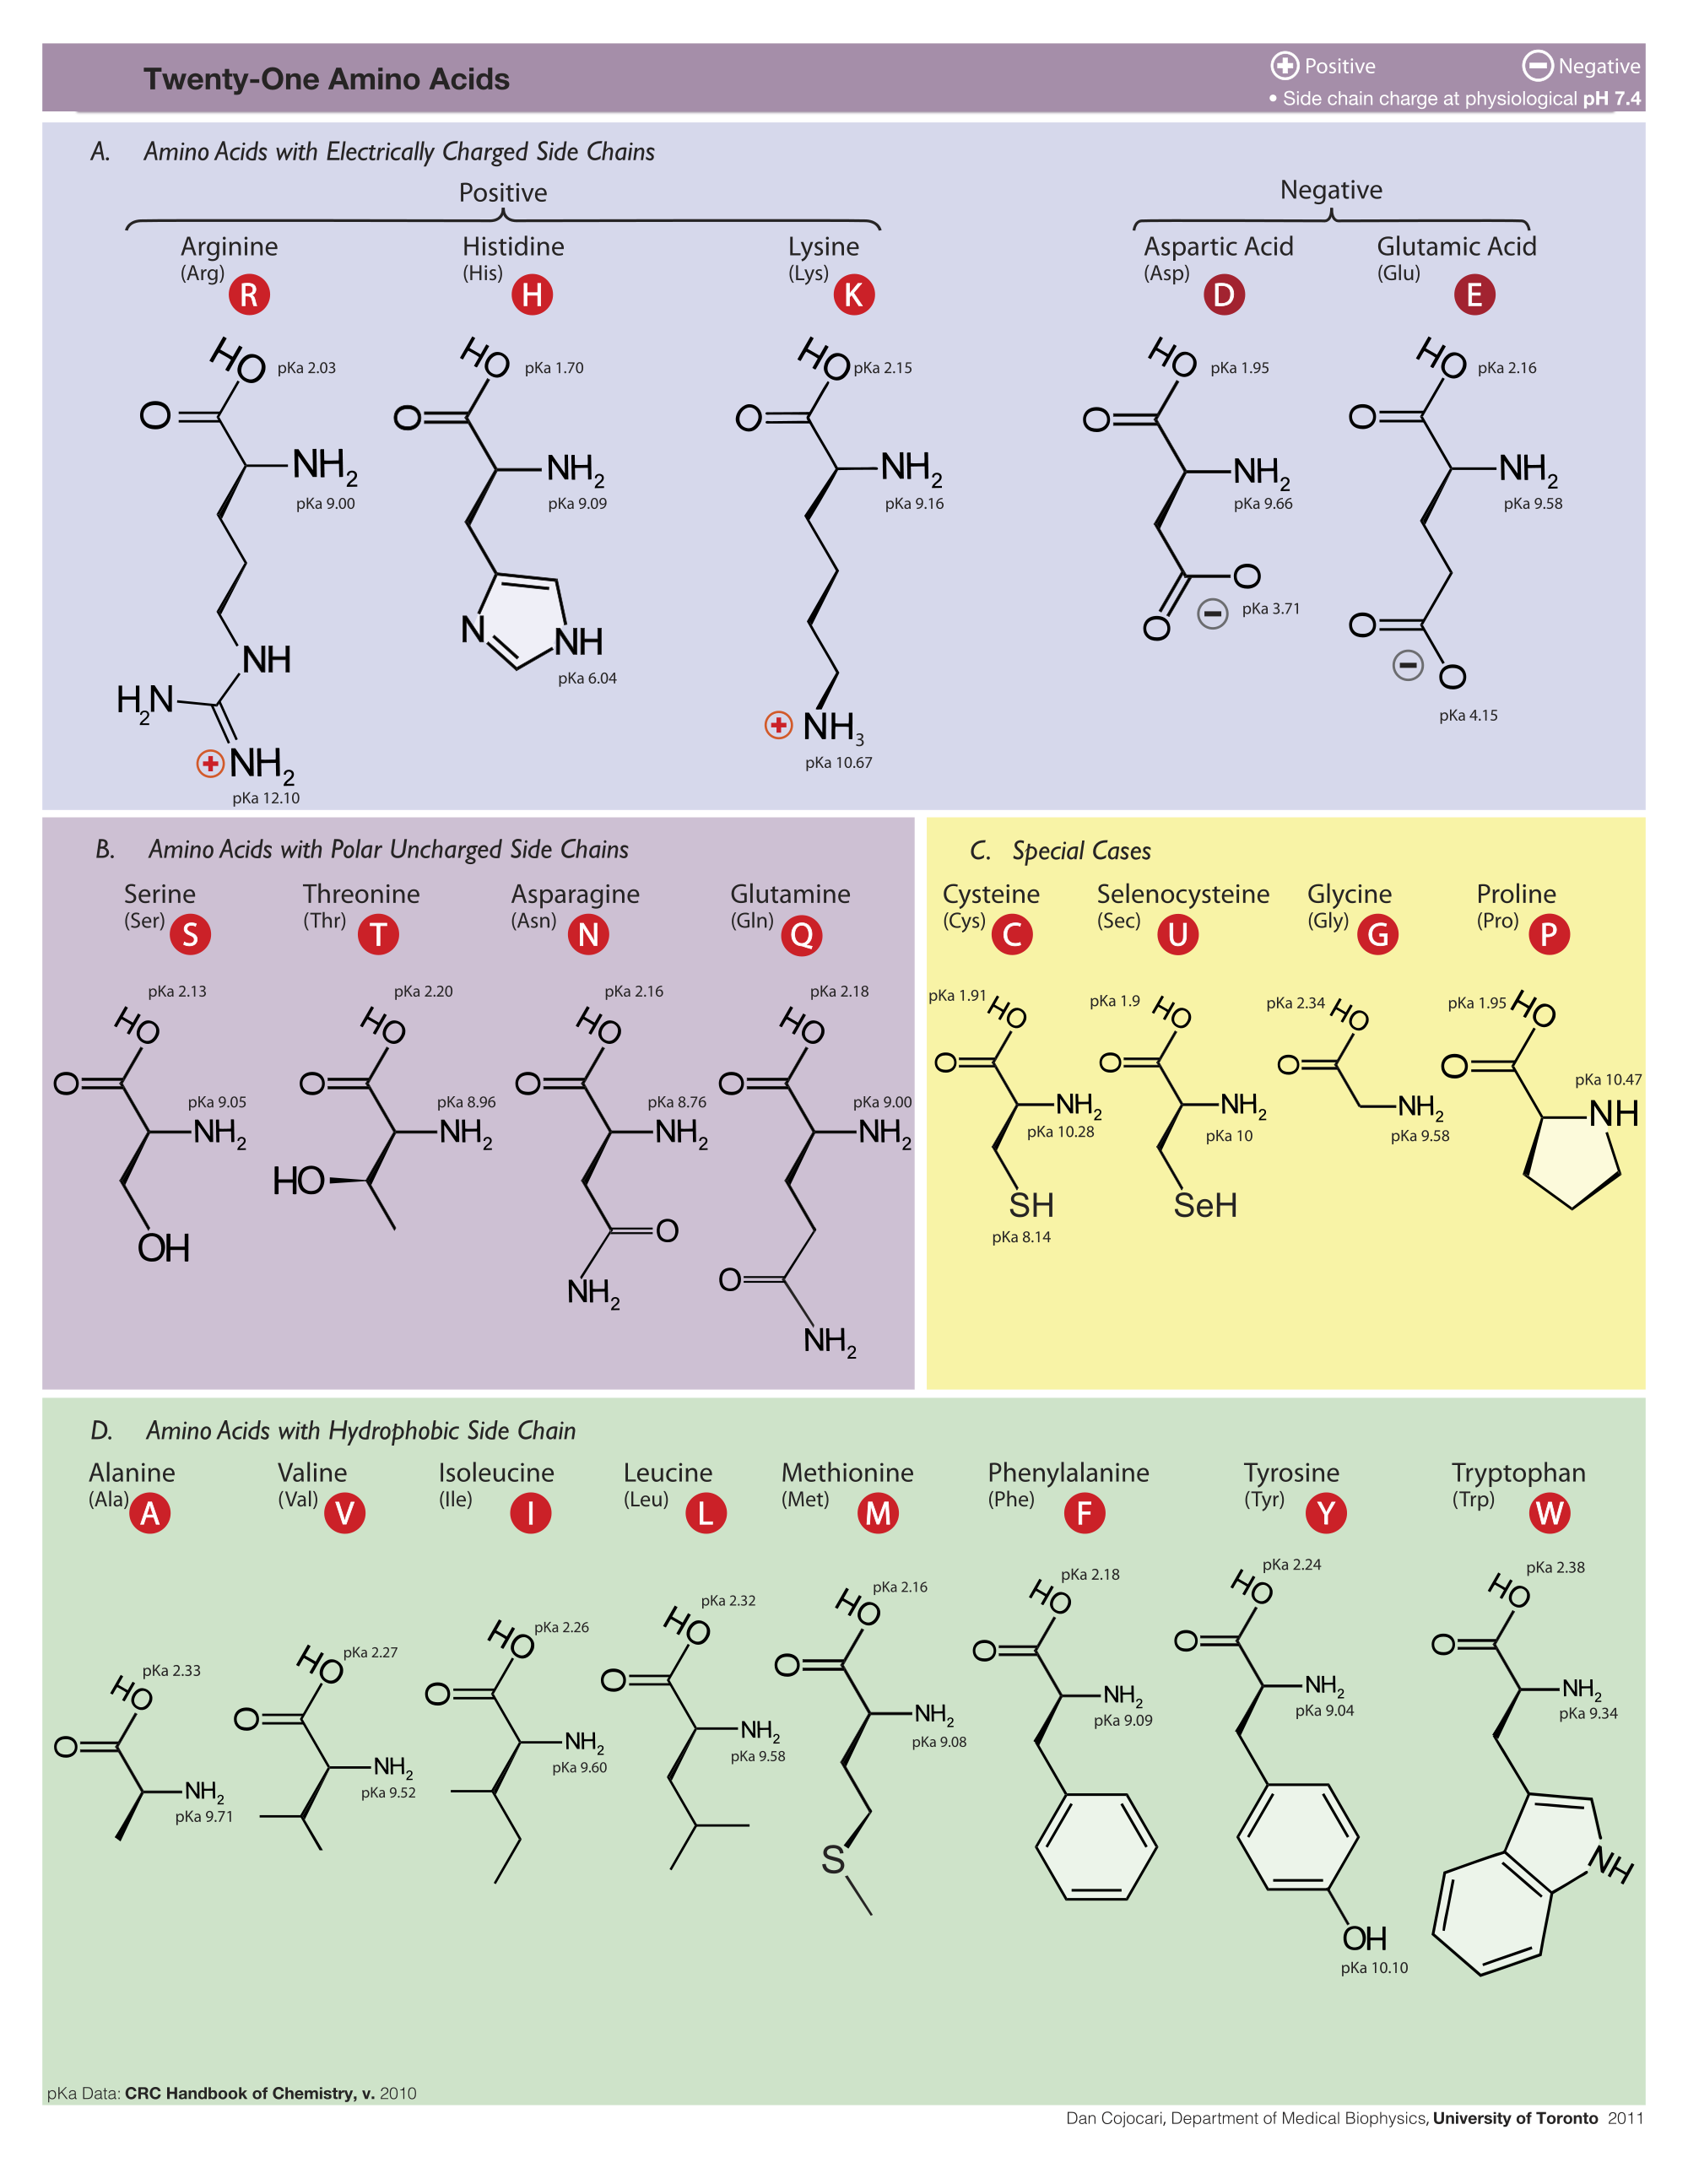 Twenty-One Amino Acids
+ Positive
− Negative
• Side chain charge at physiological pH 7.4
A. Amino Acids with Electrically Charged Side Chains
Positive
Negative
Arginine
(Arg)
R
Histidine
(His)
H
Lysine
(Lys)
K
Aspartic Acid
(Asp)
D
Glutamic Acid
(Glu)
E
HO
pKa 2.03
O
NH2
pKa 9.00
NH
H2N
+ NH2
pKa 12.10
HO
pKa 1.70
O
NH2
pKa 9.09
N
NH
pKa 6.04
HO
pKa 2.15
O
NH2
pKa 9.16
+ NH3
pKa 10.67
HO
pKa 1.95
O
NH2
pKa 9.66
O
− pKa 3.71
O
HO
pKa 2.16
O
NH2
pKa 9.58
O
−
O
pKa 4.15
B. Amino Acids with Polar Uncharged Side Chains
Serine
(Ser)
S
Threonine
(Thr)
T
Asparagine
(Asn)
N
Glutamine
(Gln)
Q
pKa 2.13
HO
O
pKa 9.05
NH2
OH
pKa 2.20
HO
O
pKa 8.96
NH2
HO
pKa 2.16
HO
O
pKa 8.76
NH2
O
NH2
pKa 2.18
HO
O
pKa 9.00
NH2
O
NH2
C. Special Cases
Cysteine
(Cys)
C
Selenocysteine
(Sec)
U
Glycine
(Gly)
G
Proline
(Pro)
P
pKa 1.91
HO
O
NH2
pKa 10.28
SH
pKa 8.14
pKa 1.9
HO
O
NH2
pKa 10
SeH
pKa 2.34
HO
O
NH2
pKa 9.58
pKa 1.95
HO
O
pKa 10.47
NH
D. Amino Acids with Hydrophobic Side Chain
Alanine
(Ala)
A
Valine
(Val)
V
Isoleucine
(Ile)
I
Leucine
(Leu)
L
Methionine
(Met)
M
Phenylalanine
(Phe)
F
Tyrosine
(Tyr)
Y
Tryptophan
(Trp)
W
pKa 2.33
HO
O
NH2
pKa 9.71
pKa 2.27
HO
O
NH2
pKa 9.52
pKa 2.26
HO
O
NH2
pKa 9.60
pKa 2.32
HO
O
NH2
pKa 9.58
pKa 2.16
HO
O
NH2
pKa 9.08
S
pKa 2.18
HO
O
NH2
pKa 9.09
pKa 2.24
HO
O
NH2
pKa 9.04
OH
pKa 10.10
pKa 2.38
HO
O
NH2
pKa 9.34
NH
pKa Data: CRC Handbook of Chemistry, v. 2010
Dan Cojocari, Department of Medical Biophysics, University of Toronto 2011